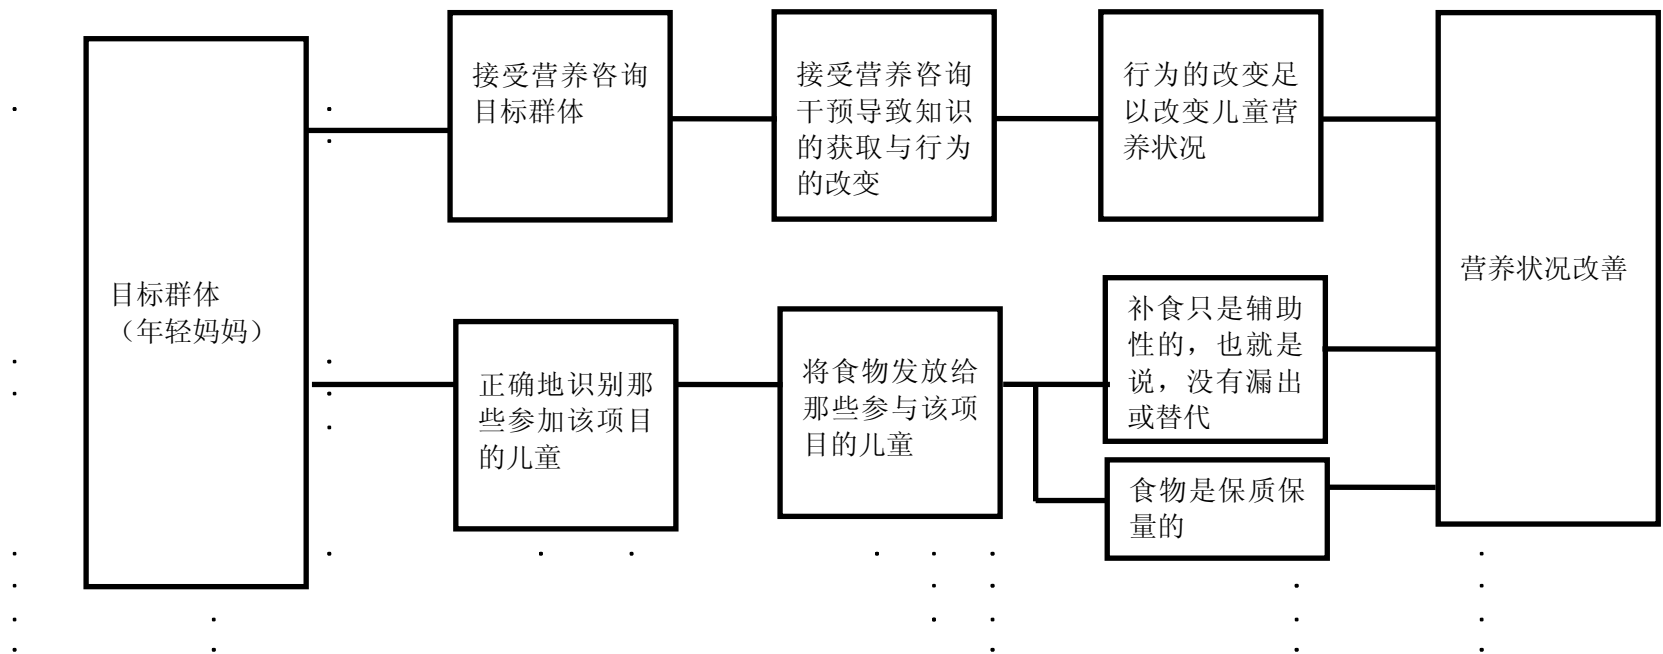 目标群体
（年轻妈妈）
接受营养咨询
目标群体
接受营养咨询
干预导致知识
的获取与行为
的改变
行为的改变足
以改变儿童营
养状况
正确地识别那
些参加该项目
的儿童
将食物发放给
那些参与该项
目的儿童
补食只是辅助
性的，也就是
说，没有漏出
或替代
食物是保质保
量的
营养状况改善